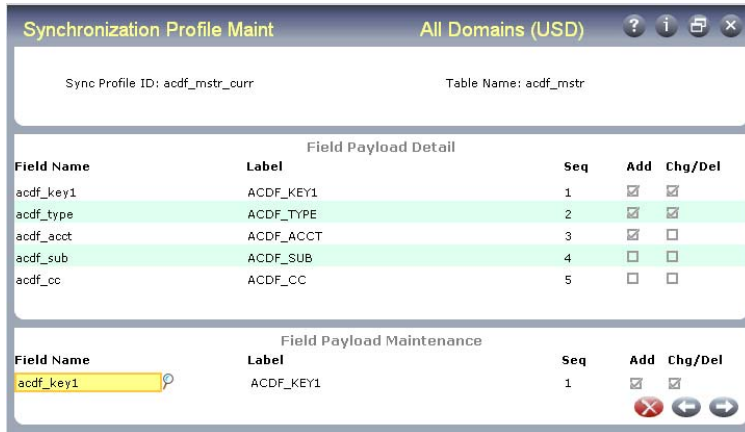 Synchronization Profile Maint All Domains (USD)
Sync Profile ID: acdf_mstr_curr Table Name: acdf_mstr
Field Payload Detail
Field Name Label Seq Add Chg/Del
acdf_key1 ACDF_KEY1 1
acdf_type ACDF_TYPE 2
acdf_acct ACDF_ACCT 3
acdf_sub ACDF_SUB 4
acdf_cc ACDF_CC 5
Field Payload Maintenance
Field Name Label Seq Add Chg/Del
acdf_key1 ACDF_KEY1 1